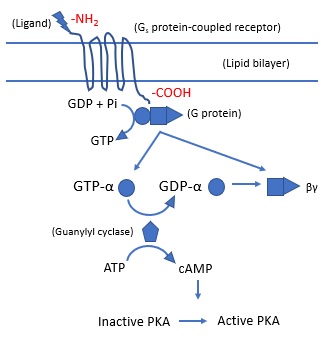 (Ligand) -NH₂
(Gₛ protein-coupled receptor)
(Lipid bilayer)
-COOH
GDP + Pi
(G protein)
GTP
GTP-α GDP-α βγ
(Guanylyl cyclase)
ATP cAMP
Inactive PKA Active PKA